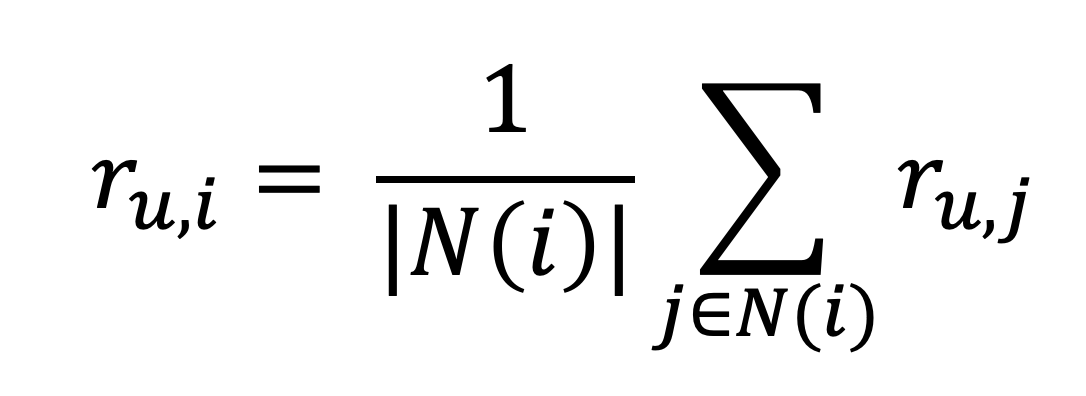 r_{u,i} = \frac{1}{|N(i)|} \sum_{j \in N(i)} r_{u,j}